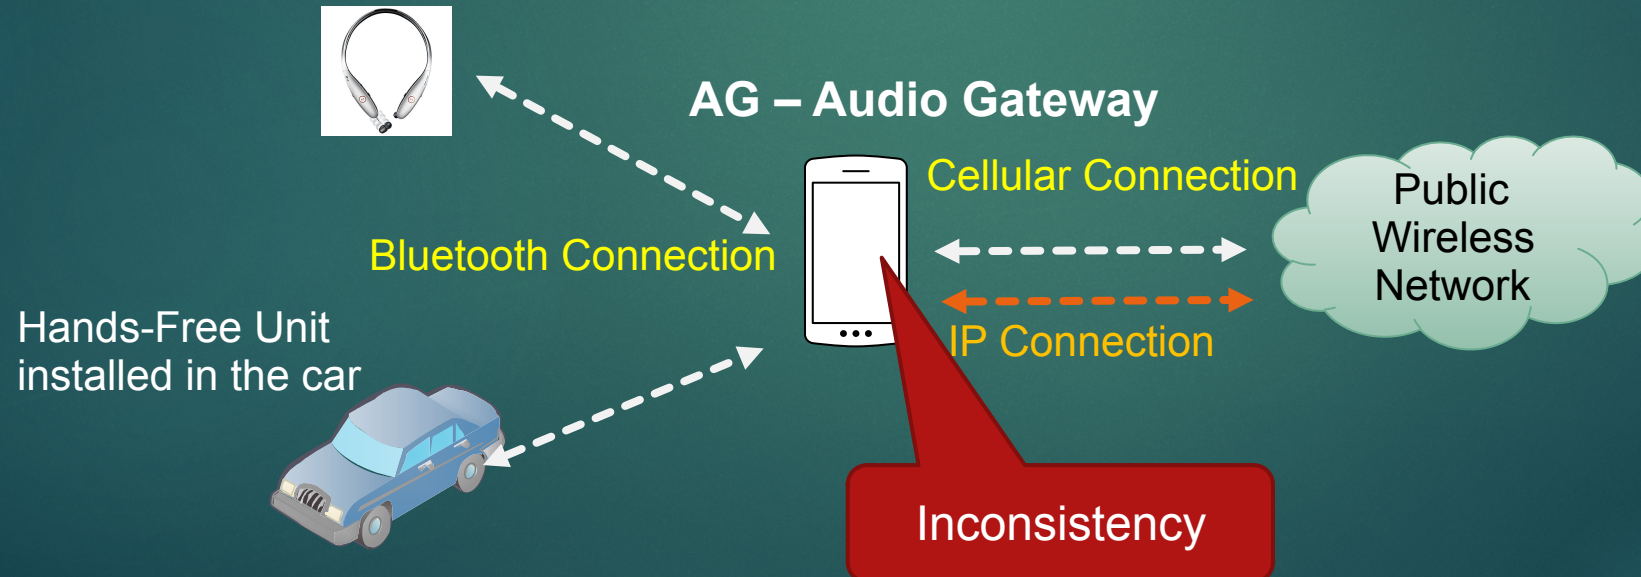 AG – Audio Gateway
Cellular Connection
Public
Wireless
Network
Bluetooth Connection
IP Connection
Hands-Free Unit
installed in the car
Inconsistency